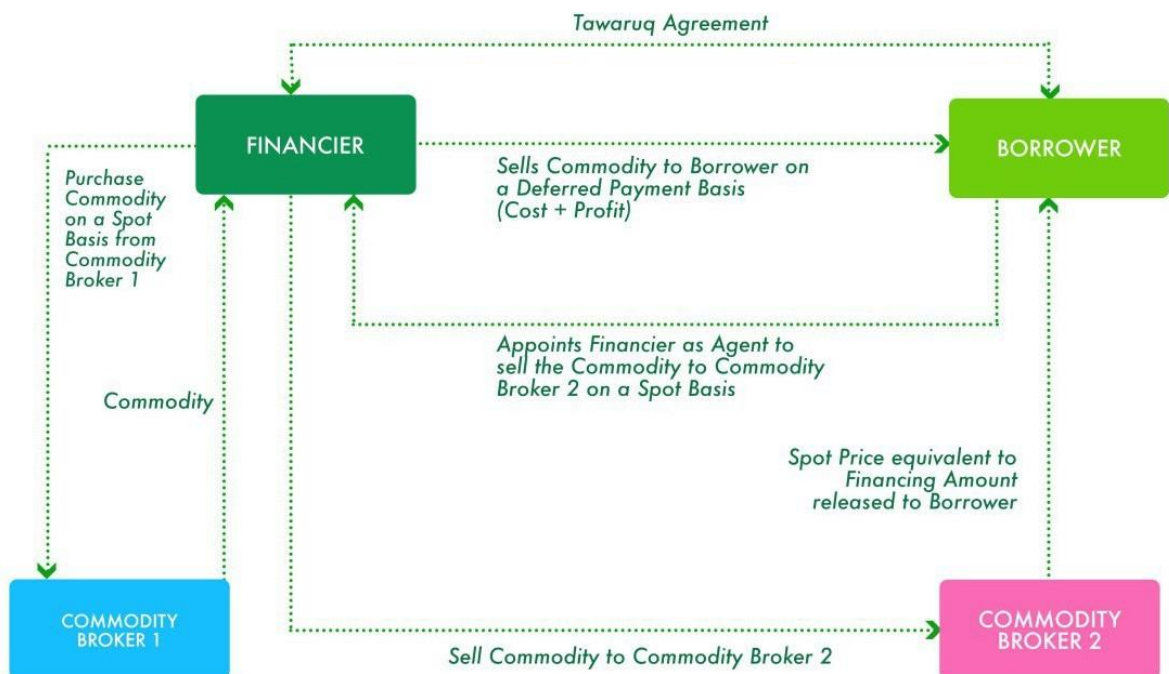 Tawaruq Agreement
FINANCIER
BORROWER
Purchase
Commodity
on a Spot
Basis from
Commodity
Broker 1
Sells Commodity to Borrower on
a Deferred Payment Basis
(Cost + Profit)
Appoints Financier as Agent to
sell the Commodity to Commodity
Broker 2 on a Spot Basis
Commodity
Spot Price equivalent to
Financing Amount
released to Borrower
COMMODITY
BROKER 1
COMMODITY
BROKER 2
Sell Commodity to Commodity Broker 2